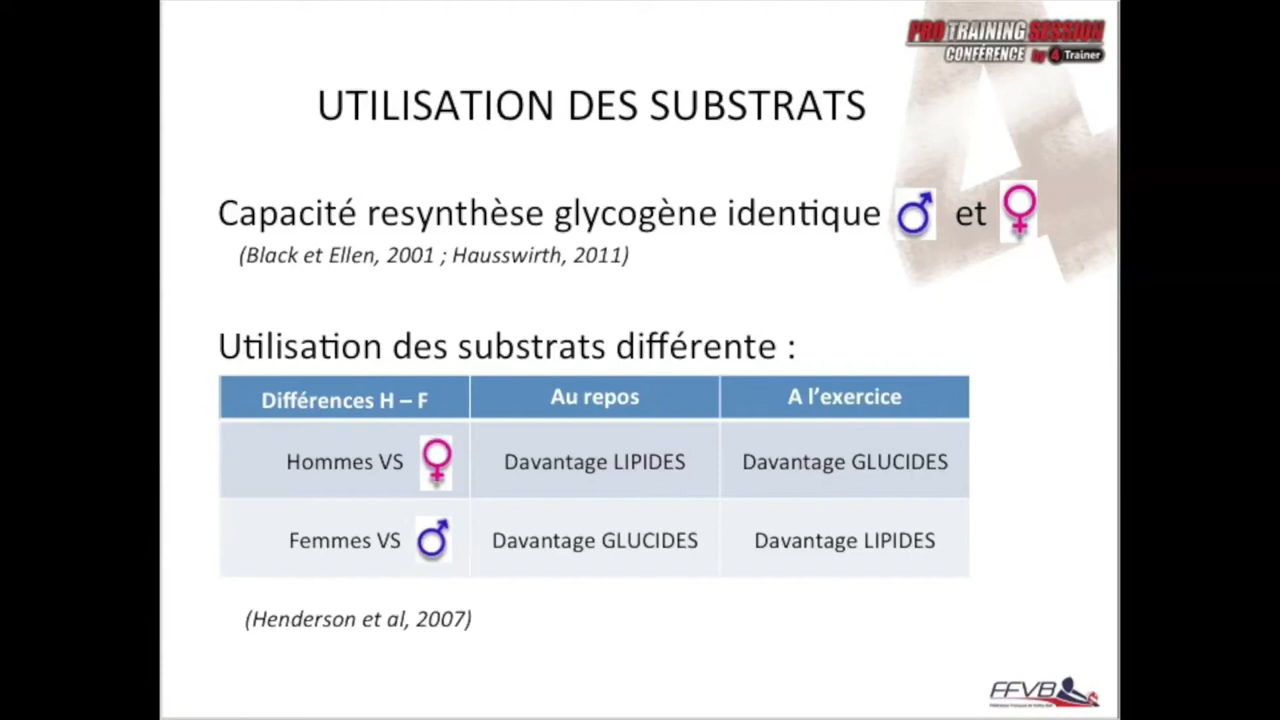 PRO TRAINING SESSION
CONFÉRENCE by 4 Trainer
UTILISATION DES SUBSTRATS
Capacité resynthèse glycogène identique et
(Black et Ellen, 2001 ; Hausswirth, 2011)
Utilisation des substrats différente :
Différences H – F Au repos A l’exercice
Hommes VS Davantage LIPIDES Davantage GLUCIDES
Femmes VS Davantage GLUCIDES Davantage LIPIDES
(Henderson et al, 2007)
FFVB